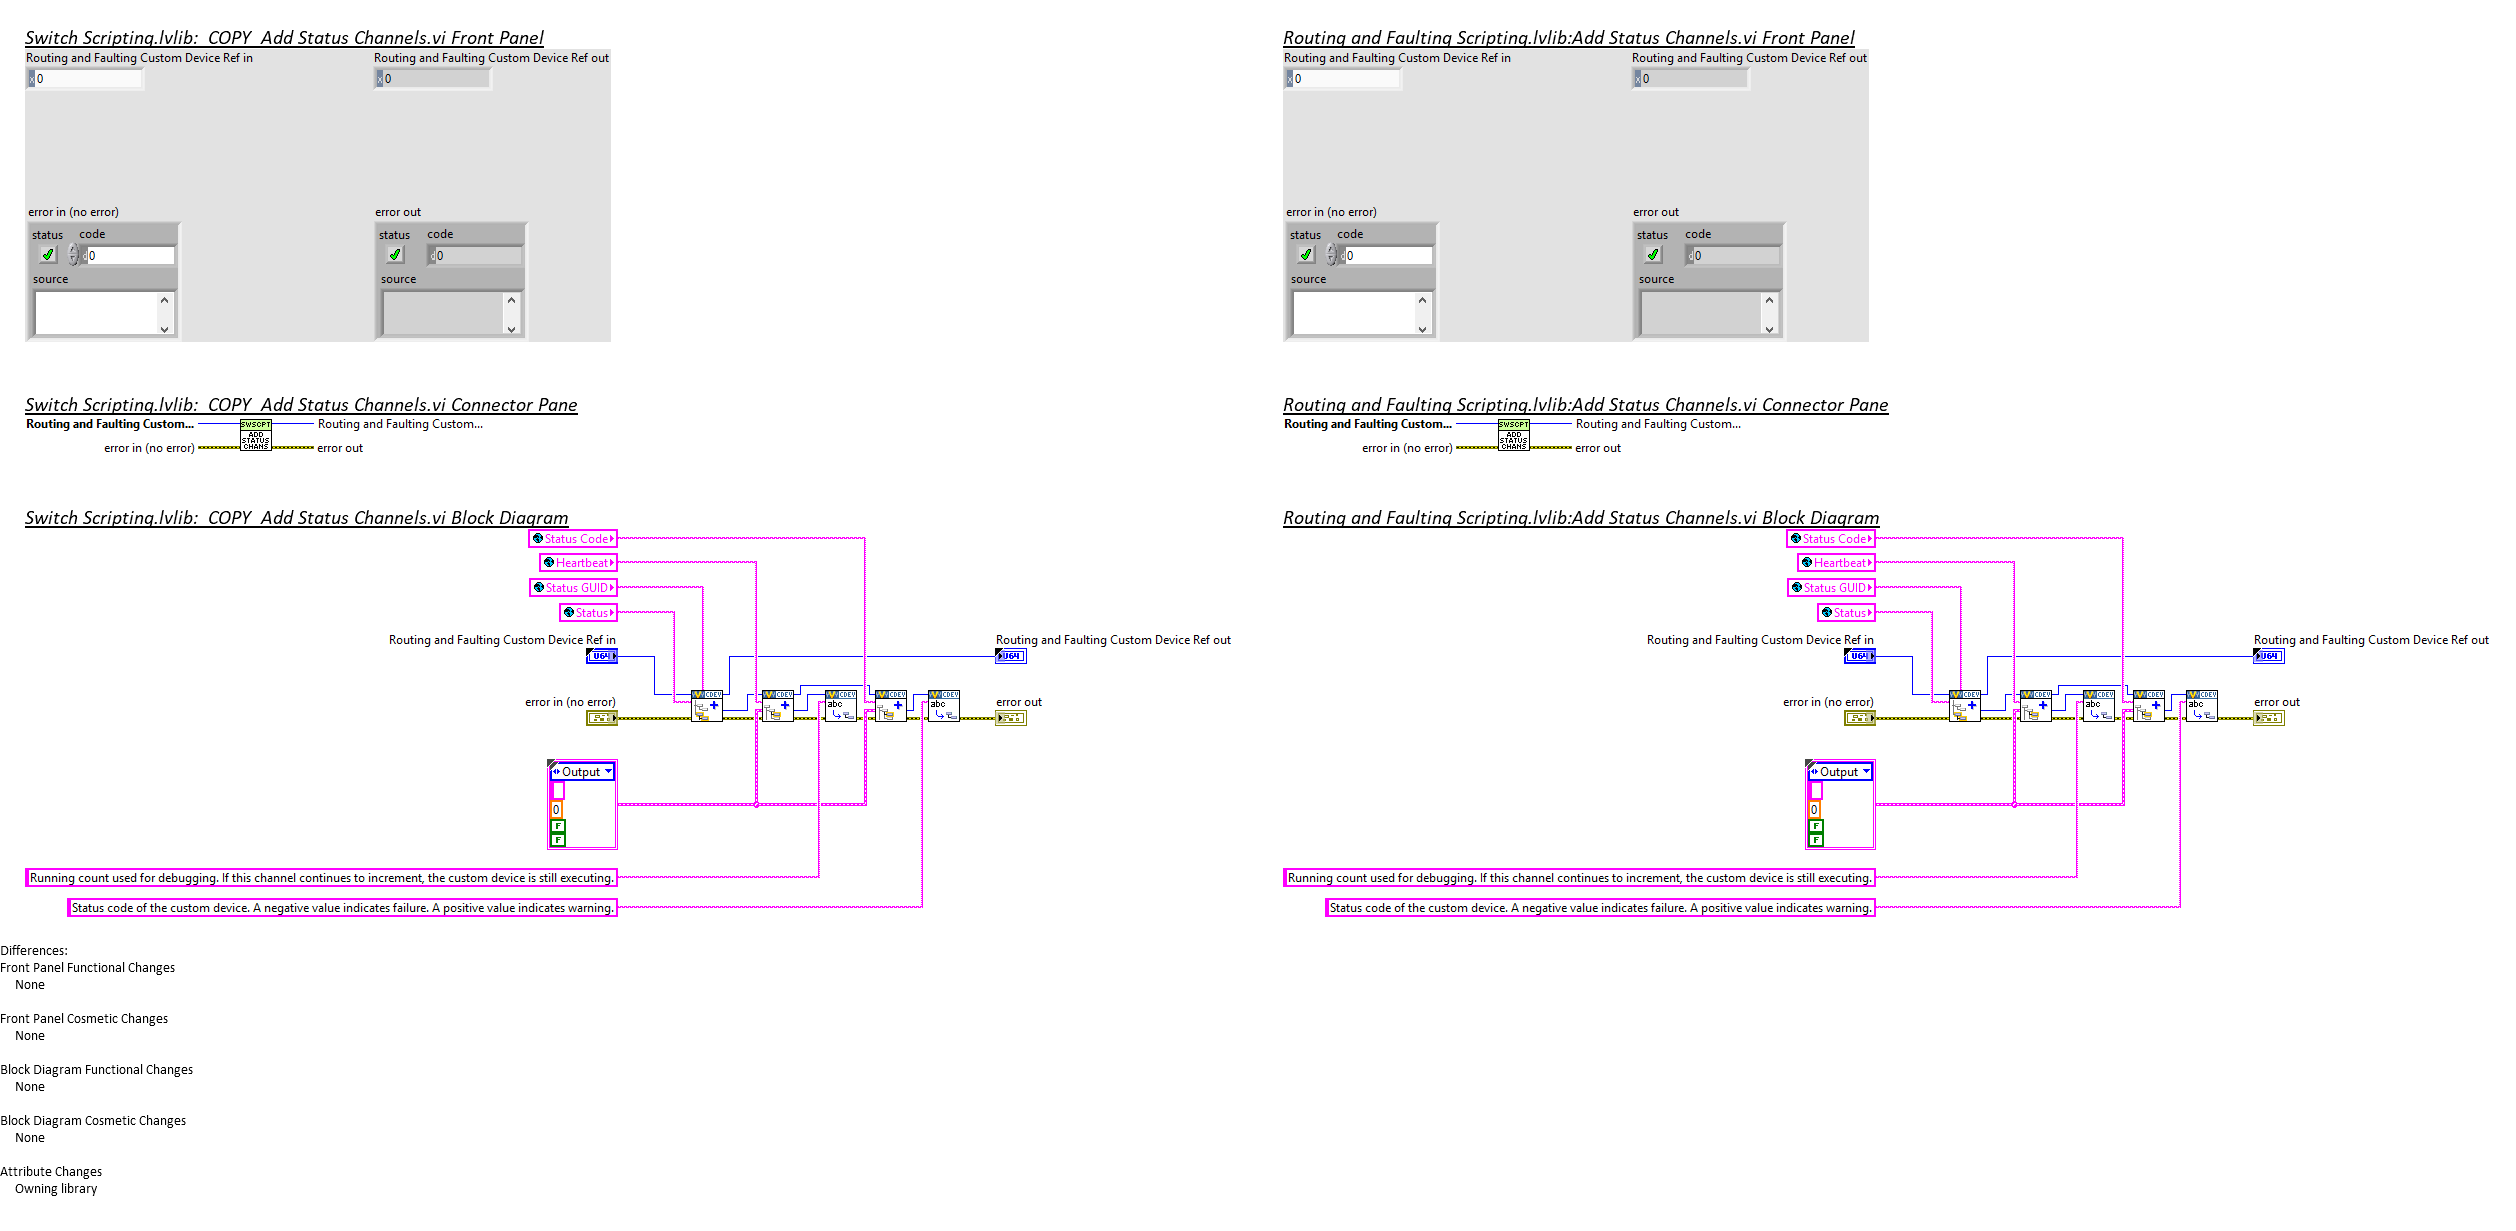 Switch Scripting.lvlib:  COPY  Add Status Channels.vi Front Panel
Routing and Faulting Custom Device Ref in
Routing and Faulting Custom Device Ref out
x 0
x 0
error in (no error)
error out
status
code
status
code
d 0
d 0
source
source
Switch Scripting.lvlib:  COPY  Add Status Channels.vi Connector Pane
Routing and Faulting Custom...
SWSCPT
ADD
STATUS
CHANS
Routing and Faulting Custom...
error in (no error)
error out
Switch Scripting.lvlib:  COPY  Add Status Channels.vi Block Diagram
Status Code
Heartbeat
Status GUID
Status
Routing and Faulting Custom Device Ref in
Routing and Faulting Custom Device Ref out
U64
U64
CDEV
CDEV
CDEV
CDEV
CDEV
abc
abc
error in (no error)
error out
Output
0
F
F
Running count used for debugging. If this channel continues to increment, the custom device is still executing.
Status code of the custom device. A negative value indicates failure. A positive value indicates warning.
Routing and Faulting Scripting.lvlib:Add Status Channels.vi Front Panel
Routing and Faulting Custom Device Ref in
Routing and Faulting Custom Device Ref out
x 0
x 0
error in (no error)
error out
status
code
status
code
d 0
d 0
source
source
Routing and Faulting Scripting.lvlib:Add Status Channels.vi Connector Pane
Routing and Faulting Custom...
SWSCPT
ADD
STATUS
CHANS
Routing and Faulting Custom...
error in (no error)
error out
Routing and Faulting Scripting.lvlib:Add Status Channels.vi Block Diagram
Status Code
Heartbeat
Status GUID
Status
Routing and Faulting Custom Device Ref in
Routing and Faulting Custom Device Ref out
U64
U64
CDEV
CDEV
CDEV
CDEV
CDEV
abc
abc
error in (no error)
error out
Output
0
F
F
Running count used for debugging. If this channel continues to increment, the custom device is still executing.
Status code of the custom device. A negative value indicates failure. A positive value indicates warning.
Differences:
Front Panel Functional Changes
None
Front Panel Cosmetic Changes
None
Block Diagram Functional Changes
None
Block Diagram Cosmetic Changes
None
Attribute Changes
Owning library